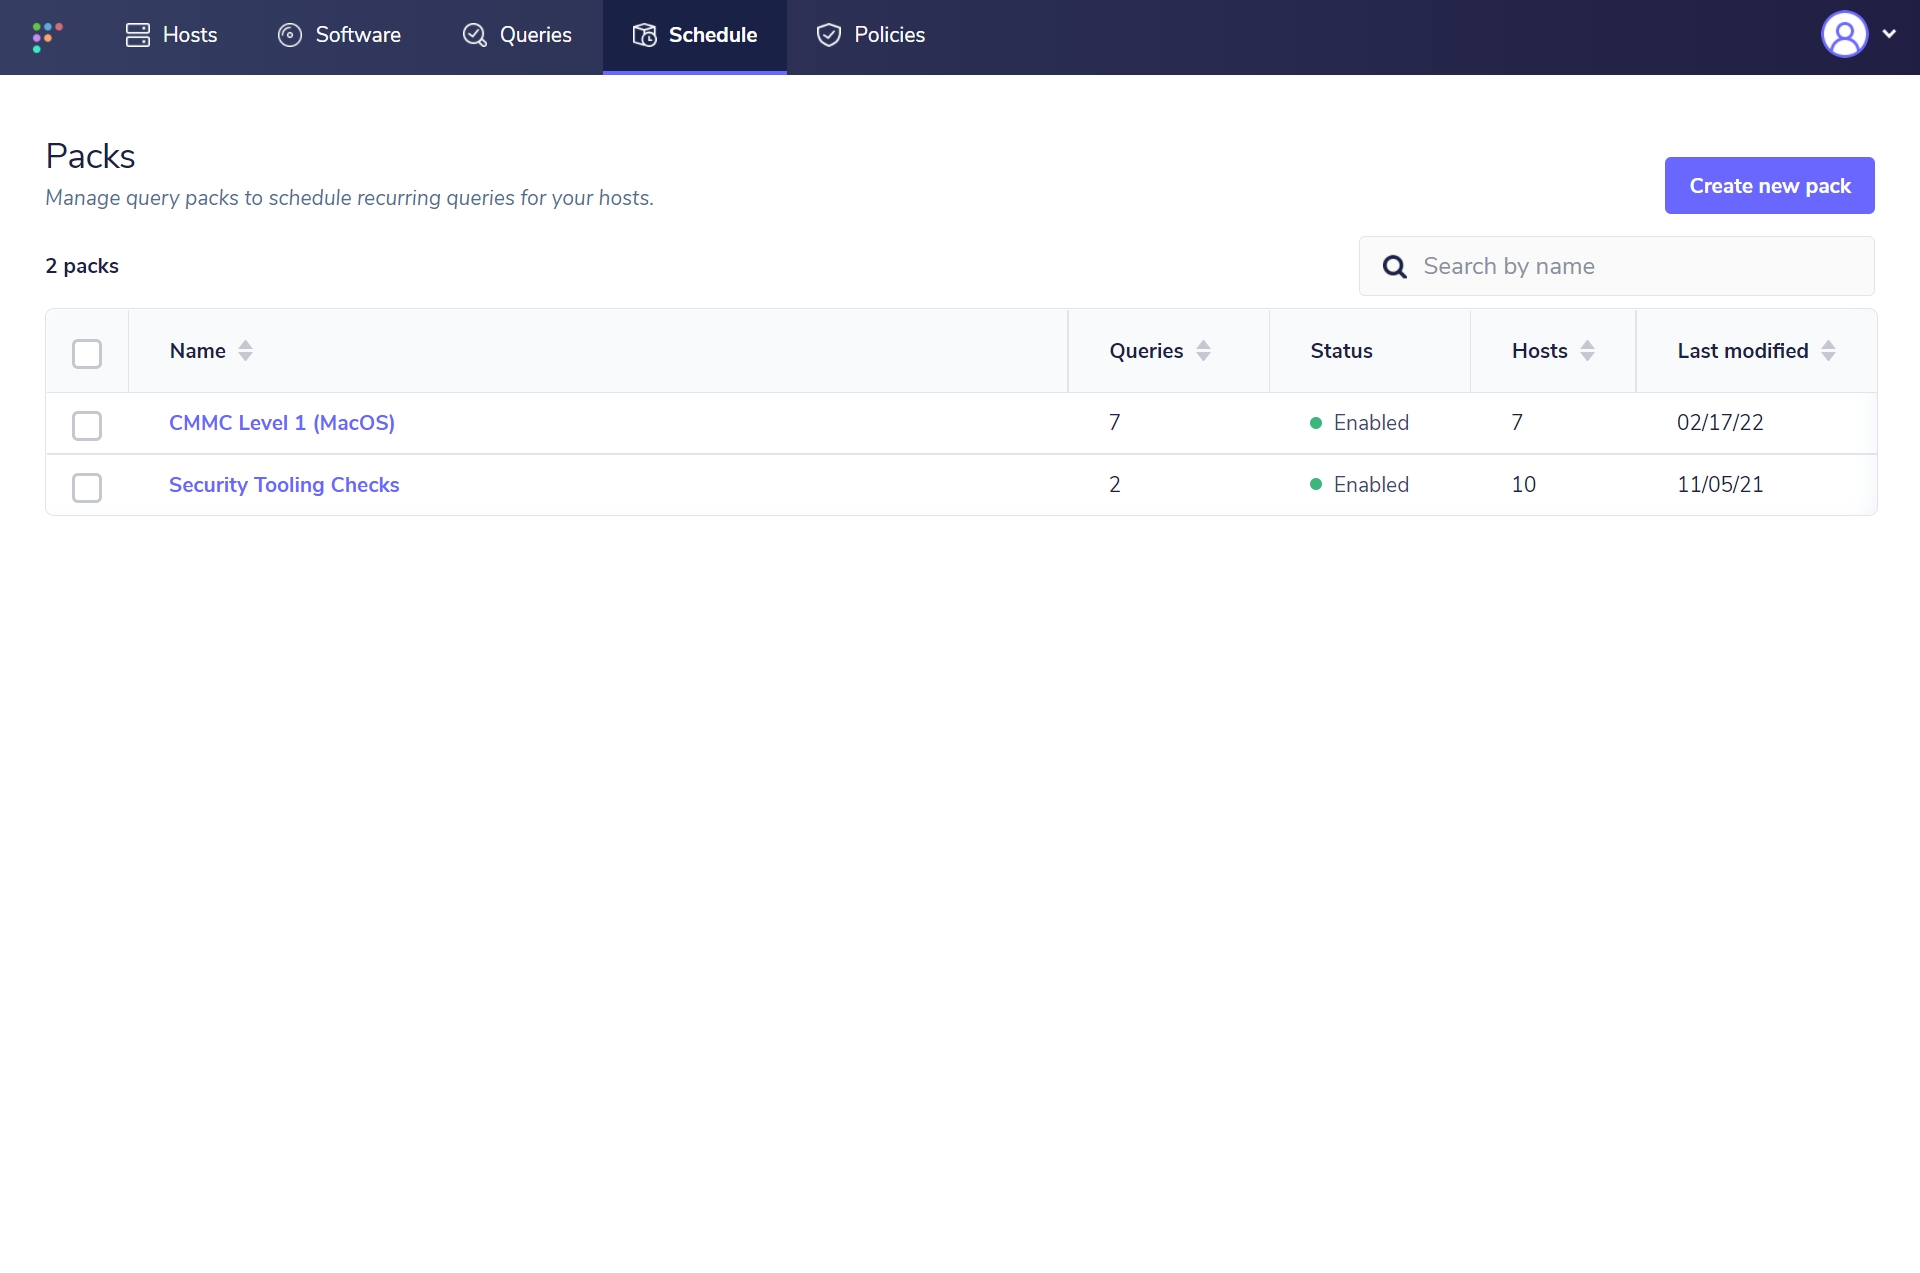 Hosts
Software
Queries
Schedule
Policies
Packs
Manage query packs to schedule recurring queries for your hosts.
Create new pack
2 packs
Search by name
Name Queries Status Hosts Last modified
CMMC Level 1 (MacOS) 7 Enabled 7 02/17/22
Security Tooling Checks 2 Enabled 10 11/05/21